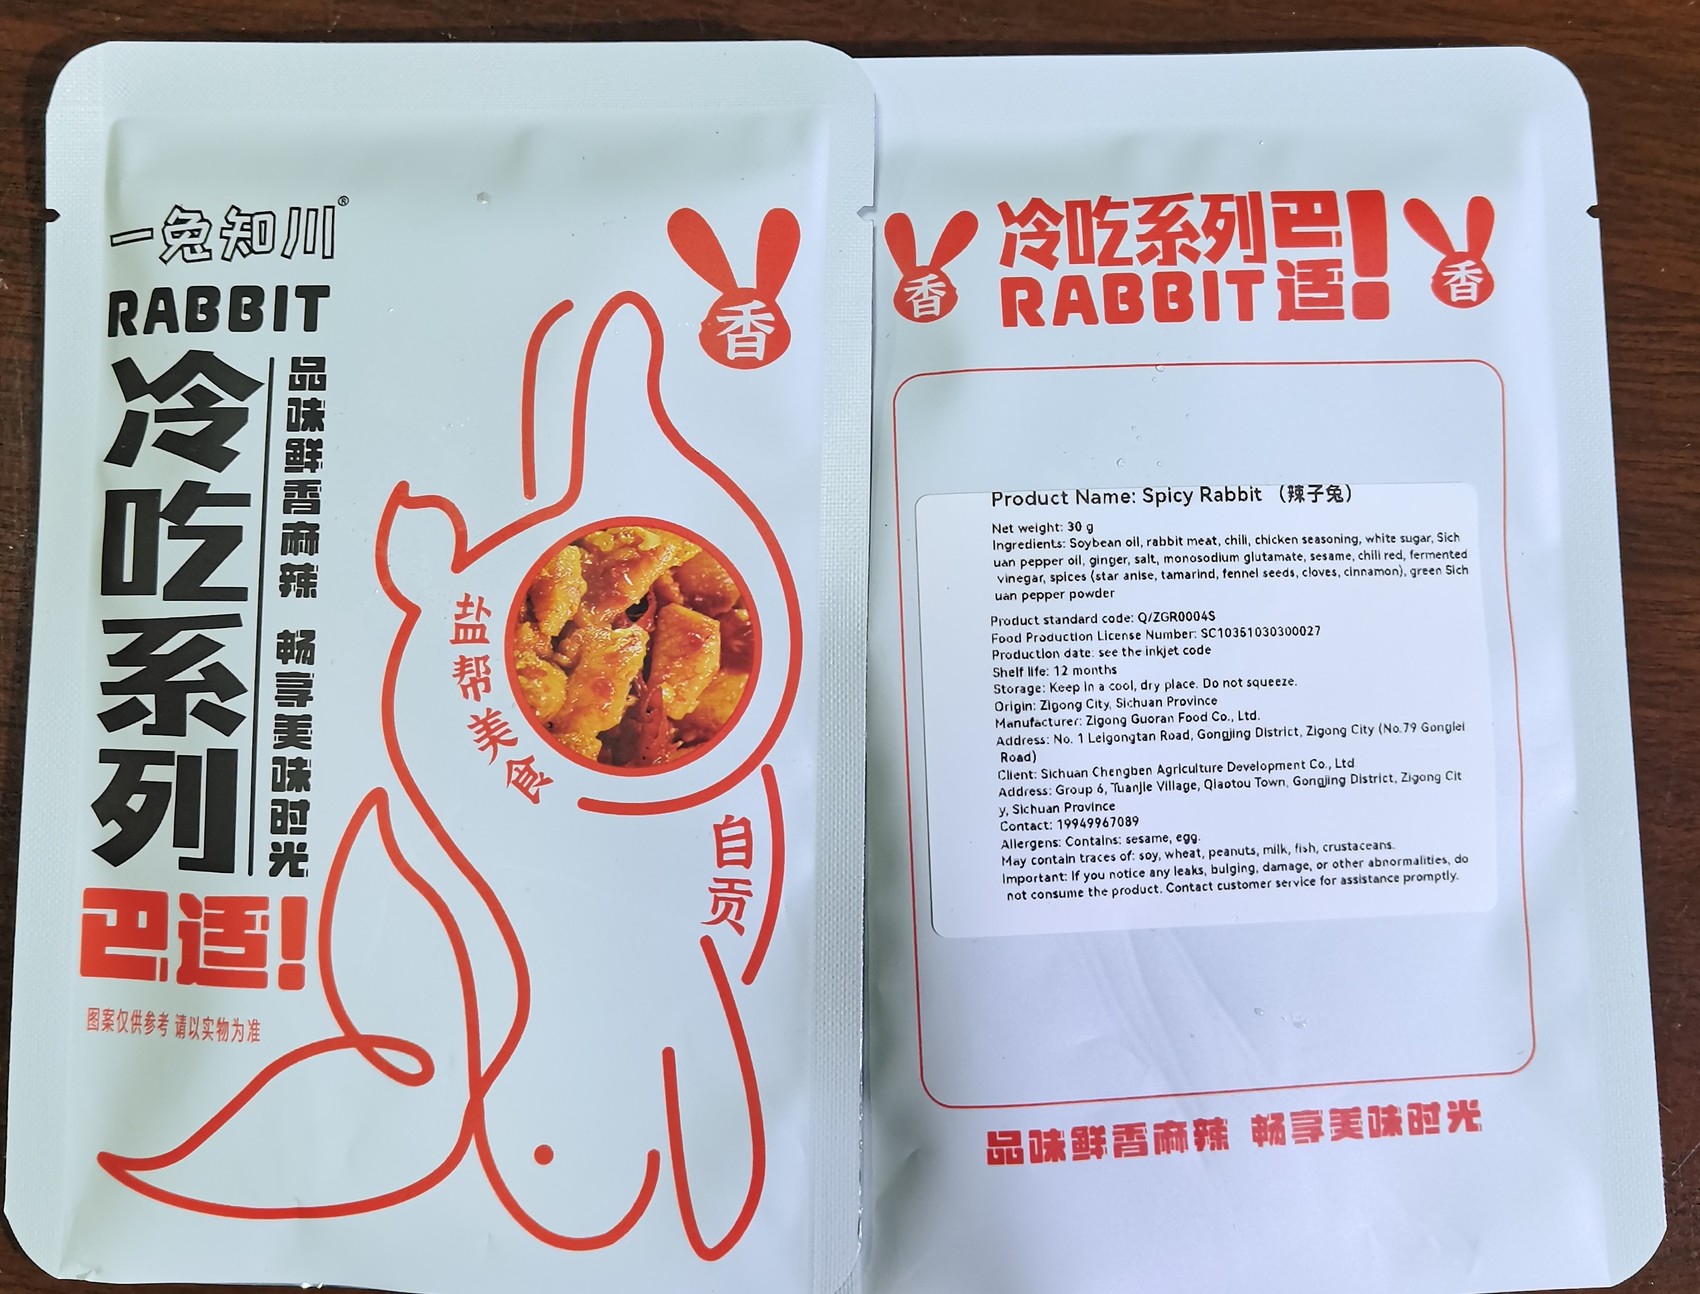 一兔知川®
RABBIT
冷吃系列
品味鲜香麻辣 畅享美味时光
巴适!
图案仅供参考 请以实物为准
香
盐帮美食
自贡
香
冷吃系列巴适!
RABBIT
香
Product Name: Spicy Rabbit （辣子兔）
Net weight: 30 g
Ingredients: Soybean oil, rabbit meat, chili, chicken seasoning, white sugar, Sich
uan pepper oil, ginger, salt, monosodium glutamate, sesame, chili red, fermented
vinegar, spices (star anise, tamarind, fennel seeds, cloves, cinnamon), green Sich
uan pepper powder
Product standard code: Q/ZGR0004S
Food Production License Number: SC10351030300027
Production date: see the inkjet code
Shelf life: 12 months
Storage: Keep in a cool, dry place. Do not squeeze.
Origin: Zigong City, Sichuan Province
Manufacturer: Zigong Guoran Food Co., Ltd.
Address: No. 1 Leigongtan Road, Gongjing District, Zigong City (No.79 Gonglei
Road)
Client: Sichuan Chengben Agriculture Development Co., Ltd
Address: Group 6, Tuanjie Village, Qiaotou Town, Gongjing District, Zigong Cit
y, Sichuan Province
Contact: 19949967089
Allergens: Contains: sesame, egg.
May contain traces of: soy, wheat, peanuts, milk, fish, crustaceans.
Important: If you notice any leaks, bulging, damage, or other abnormalities, do
not consume the product. Contact customer service for assistance promptly.
品味鲜香麻辣 畅享美味时光